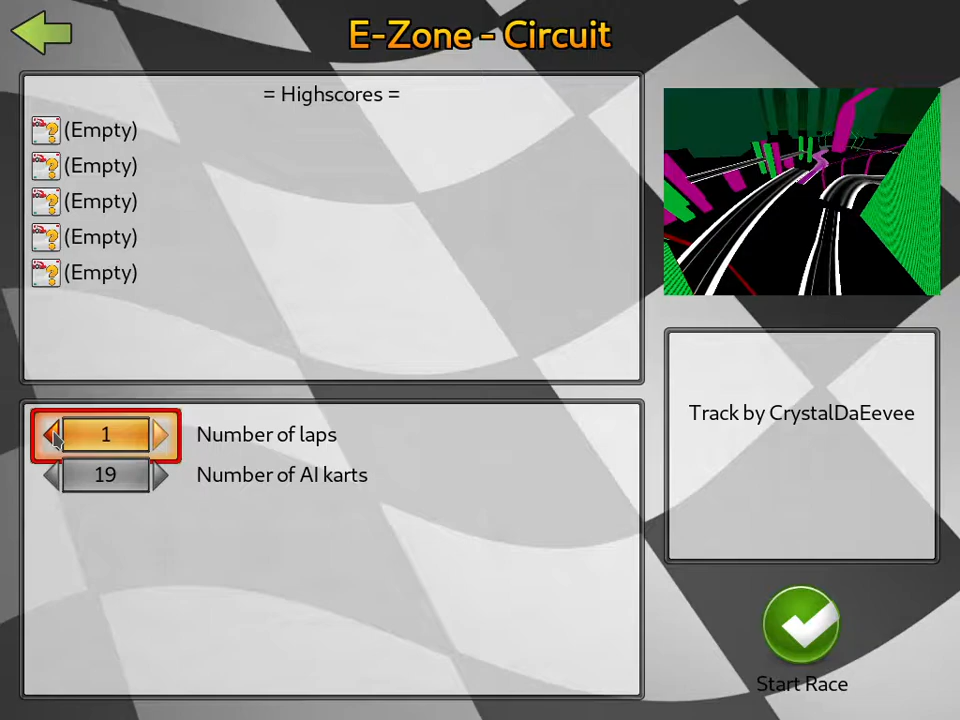 E-Zone - Circuit
= Highscores =
(Empty)
(Empty)
(Empty)
(Empty)
(Empty)
Track by CrystalDaEevee
1 Number of laps
19 Number of AI karts
Start Race